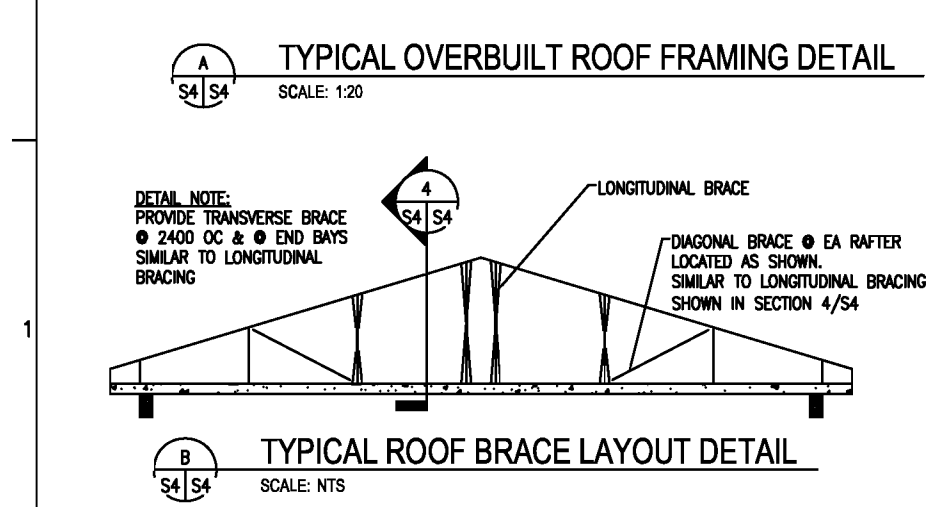 A
S4 S4
TYPICAL OVERBUILT ROOF FRAMING DETAIL
SCALE: 1:20
DETAIL NOTE:
PROVIDE TRANSVERSE BRACE
@ 2400 OC & @ END BAYS
SIMILAR TO LONGITUDINAL
BRACING
4
S4 S4
LONGITUDINAL BRACE
DIAGONAL BRACE @ EA RAFTER
LOCATED AS SHOWN.
SIMILAR TO LONGITUDINAL BRACING
SHOWN IN SECTION 4/S4
1
B
S4 S4
TYPICAL ROOF BRACE LAYOUT DETAIL
SCALE: NTS